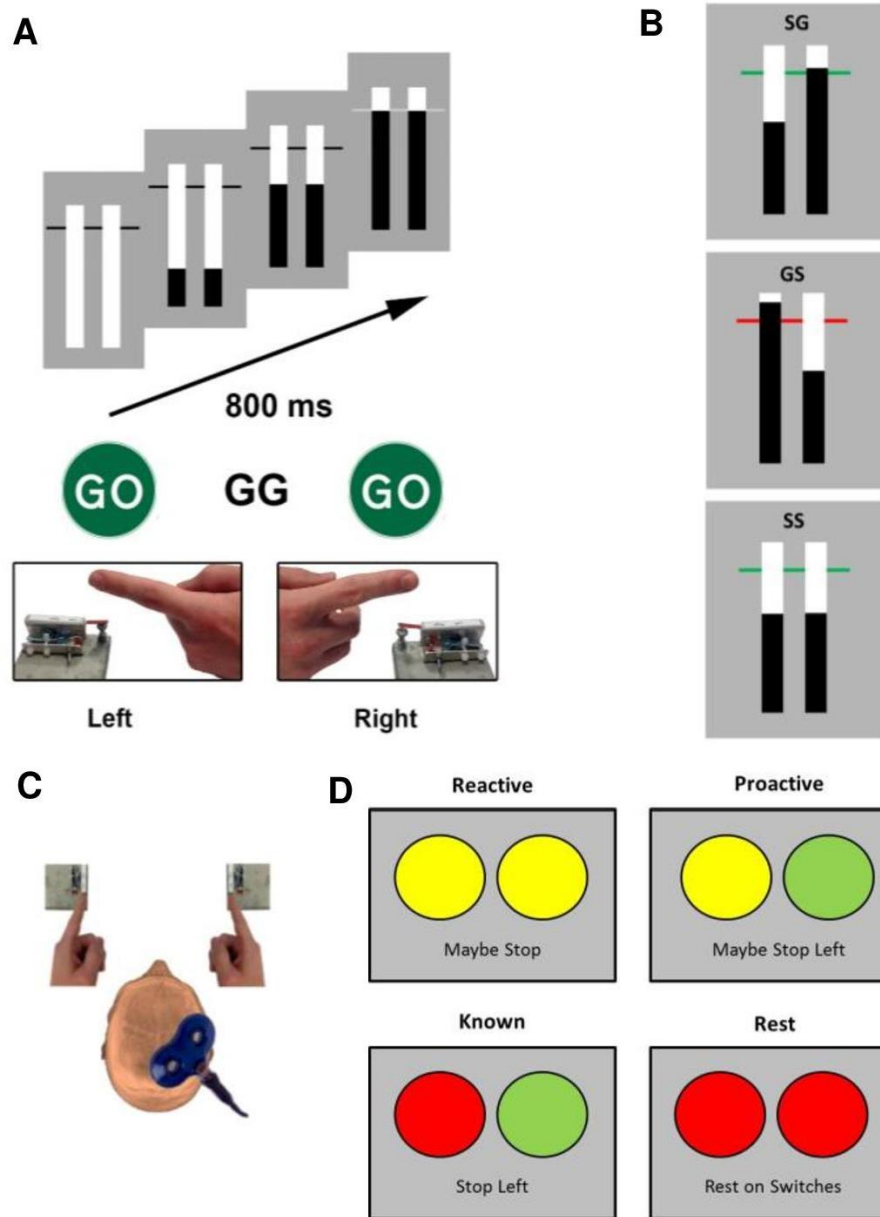 A
B
SG
GS
SS
800 ms
GO GG GO
Left Right
C
D
Reactive Proactive
Maybe Stop Maybe Stop Left
Known Rest
Stop Left Rest on Switches